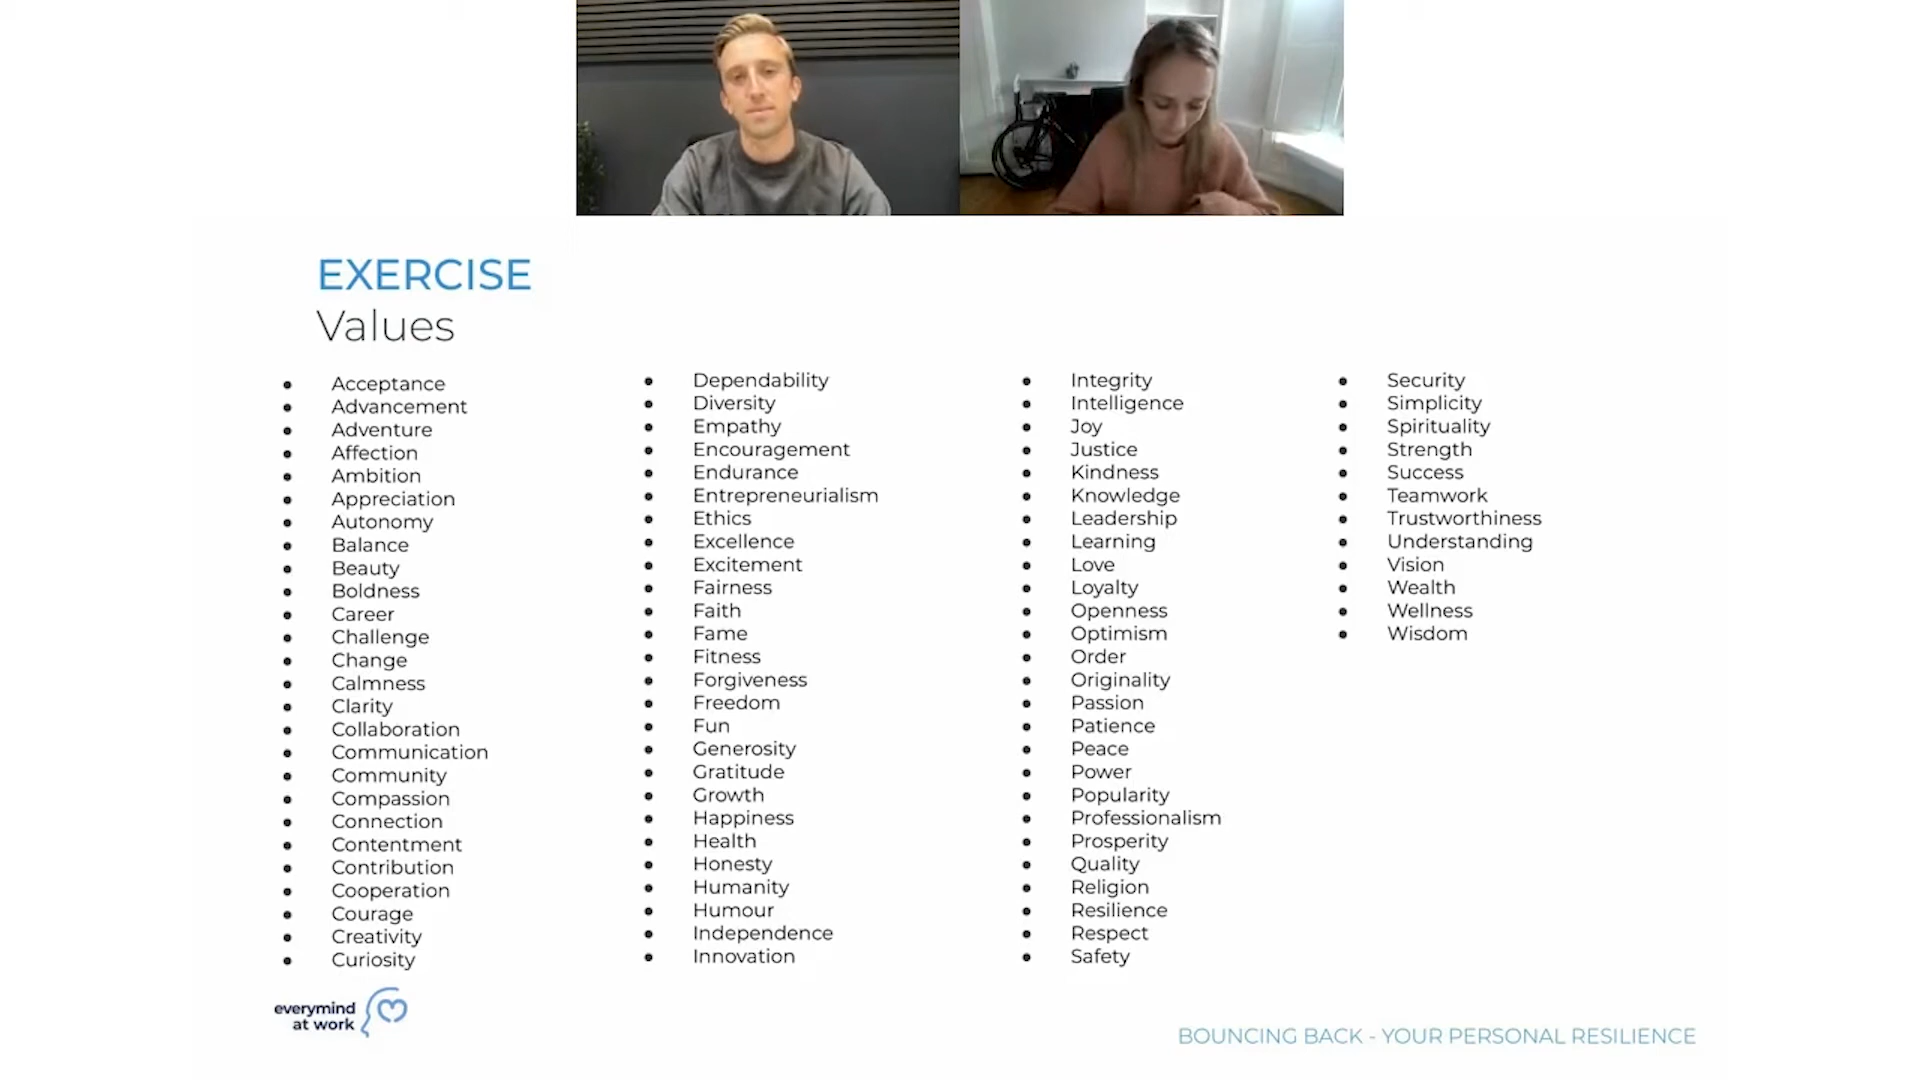 EXERCISE
Values
Acceptance
Advancement
Adventure
Affection
Ambition
Appreciation
Autonomy
Balance
Beauty
Boldness
Career
Challenge
Change
Calmness
Clarity
Collaboration
Communication
Community
Compassion
Connection
Contentment
Contribution
Cooperation
Courage
Creativity
Curiosity
Dependability
Diversity
Empathy
Encouragement
Endurance
Entrepreneurialism
Ethics
Excellence
Excitement
Fairness
Faith
Fame
Fitness
Forgiveness
Freedom
Fun
Generosity
Gratitude
Growth
Happiness
Health
Honesty
Humanity
Humour
Independence
Innovation
Integrity
Intelligence
Joy
Justice
Kindness
Knowledge
Leadership
Learning
Love
Loyalty
Openness
Optimism
Order
Originality
Passion
Patience
Peace
Power
Popularity
Professionalism
Prosperity
Quality
Religion
Resilience
Respect
Safety
Security
Simplicity
Spirituality
Strength
Success
Teamwork
Trustworthiness
Understanding
Vision
Wealth
Wellness
Wisdom
everymind
at work
BOUNCING BACK - YOUR PERSONAL RESILIENCE